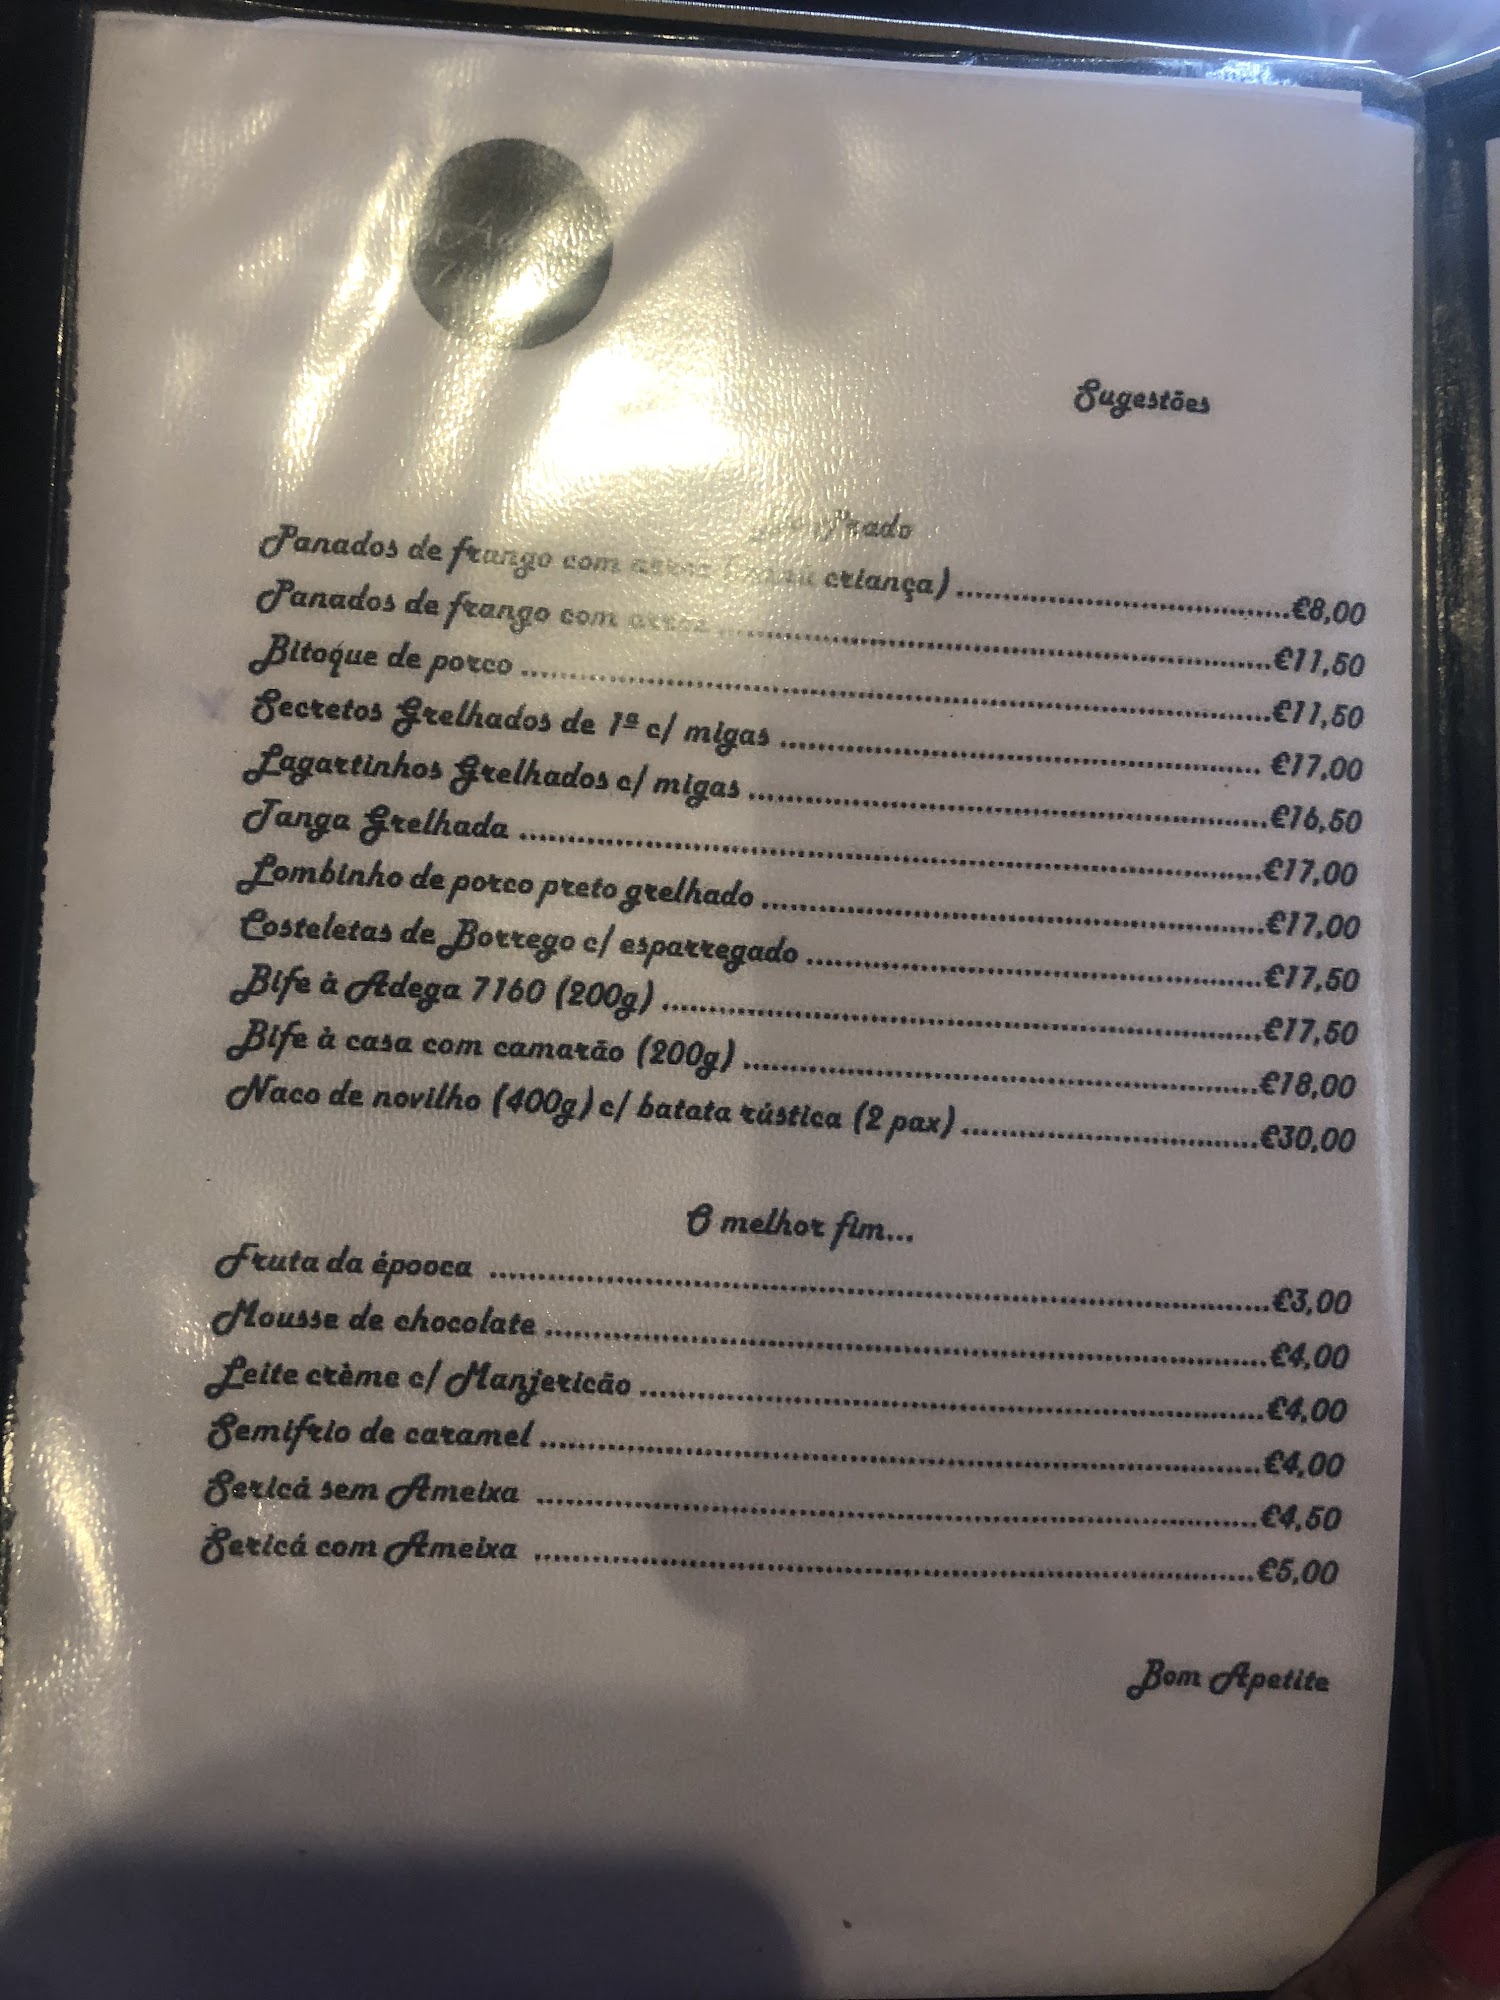 Sugestões
Prado
Panados de frango com arroz (menu criança) ........€8,00
Panados de frango com arroz ........€11,50
Bitoque de porco ........€11,50
Secretos Grelhados de 1ª c/ migas ........ €17,00
Lagartinhos Grelhados c/ migas ........€16,50
Tanga Grelhada ........€17,00
Lombinho de porco preto grelhado ........€17,00
Costeletas de Borrego c/ esparregado ........€17,50
Bife à Adega 7160 (200g) ........€17,50
Bife à casa com camarão (200g) ........€18,00
Naco de novilho (400g) c/ batata rústica (2 pax) ........€30,00
O melhor fim...
Fruta da épooca ........€3,00
Mousse de chocolate ........€4,00
Leite crème c/ Manjericão ........€4,00
Semifrio de caramel ........€4,00
Sericá sem Ameixa ........€4,50
Sericá com Ameixa ........€5,00
Bom Apetite